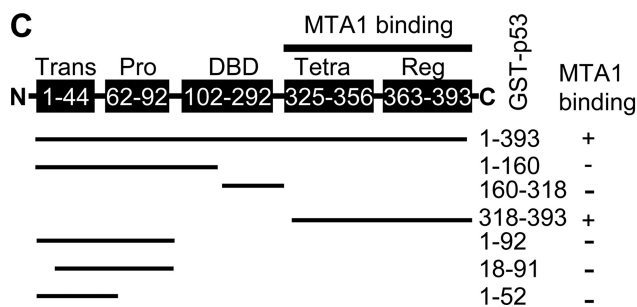 C
MTA1 binding
Trans Pro DBD Tetra Reg
N 1-44 62-92 102-292 325-356 363-393 C
GST-p53
MTA1
binding
1-393 +
1-160 -
160-318 -
318-393 +
1-92 -
18-91 -
1-52 -